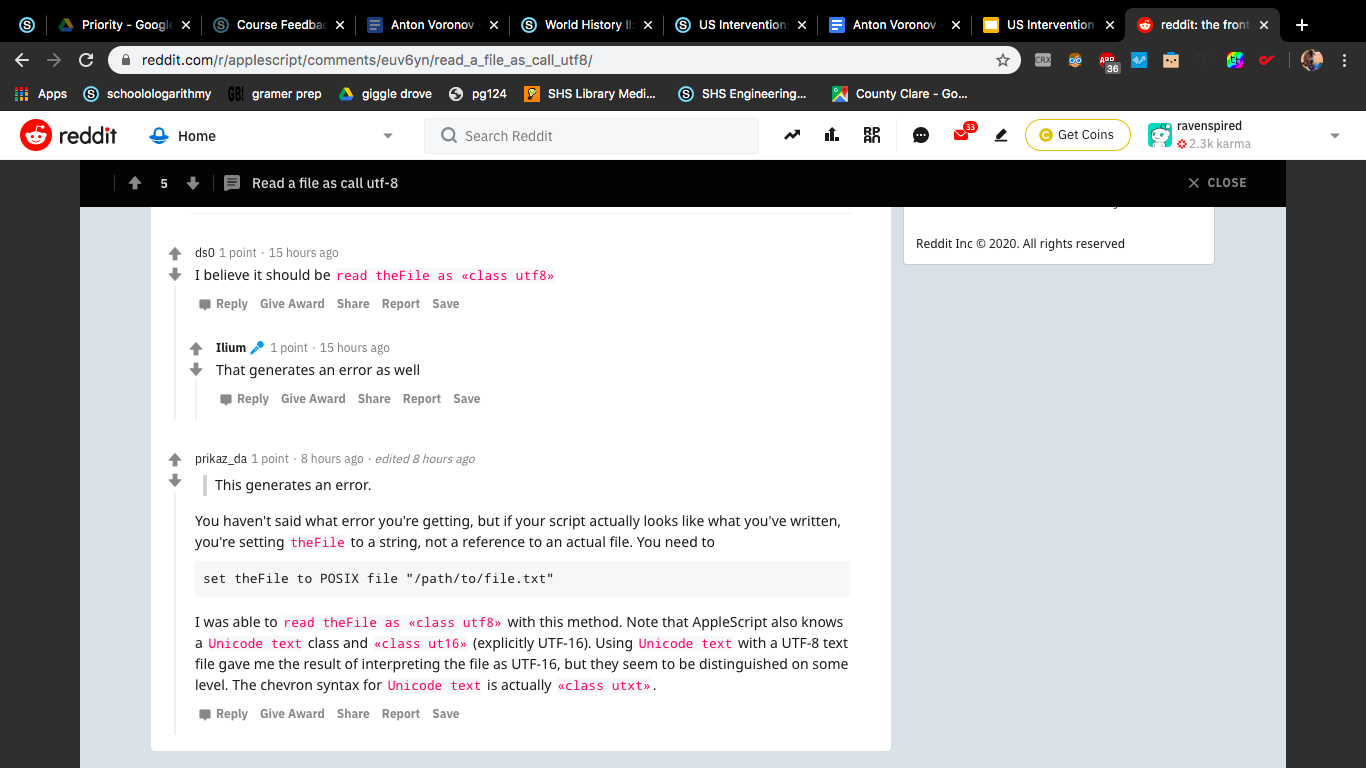 Priority - Google
Course Feedba
Anton Voronov -
World History II:
US Intervention
Anton Voronov -
US Intervention
reddit: the front
reddit.com/r/applescript/comments/euv6yn/read_a_file_as_call_utf8/
CRX
ABP
36
Apps
schoolologarithmy
GB!
gramer prep
giggle drove
pg124
SHS Library Medi...
SHS Engineering...
County Clare - Go...
reddit
Home
Search Reddit
RP
AN
33
Get Coins
ravenspired
2.3k karma
5
Read a file as call utf-8
CLOSE
Reddit Inc © 2020. All rights reserved
ds0 1 point · 15 hours ago
I believe it should be read theFile as «class utf8»
Reply Give Award Share Report Save
Ilium 1 point · 15 hours ago
That generates an error as well
Reply Give Award Share Report Save
prikaz_da 1 point · 8 hours ago · edited 8 hours ago
This generates an error.
You haven't said what error you're getting, but if your script actually looks like what you've written,
you're setting theFile to a string, not a reference to an actual file. You need to
set theFile to POSIX file "/path/to/file.txt"
I was able to read theFile as «class utf8» with this method. Note that AppleScript also knows
a Unicode text class and «class ut16» (explicitly UTF-16). Using Unicode text with a UTF-8 text
file gave me the result of interpreting the file as UTF-16, but they seem to be distinguished on some
level. The chevron syntax for Unicode text is actually «class utxt».
Reply Give Award Share Report Save